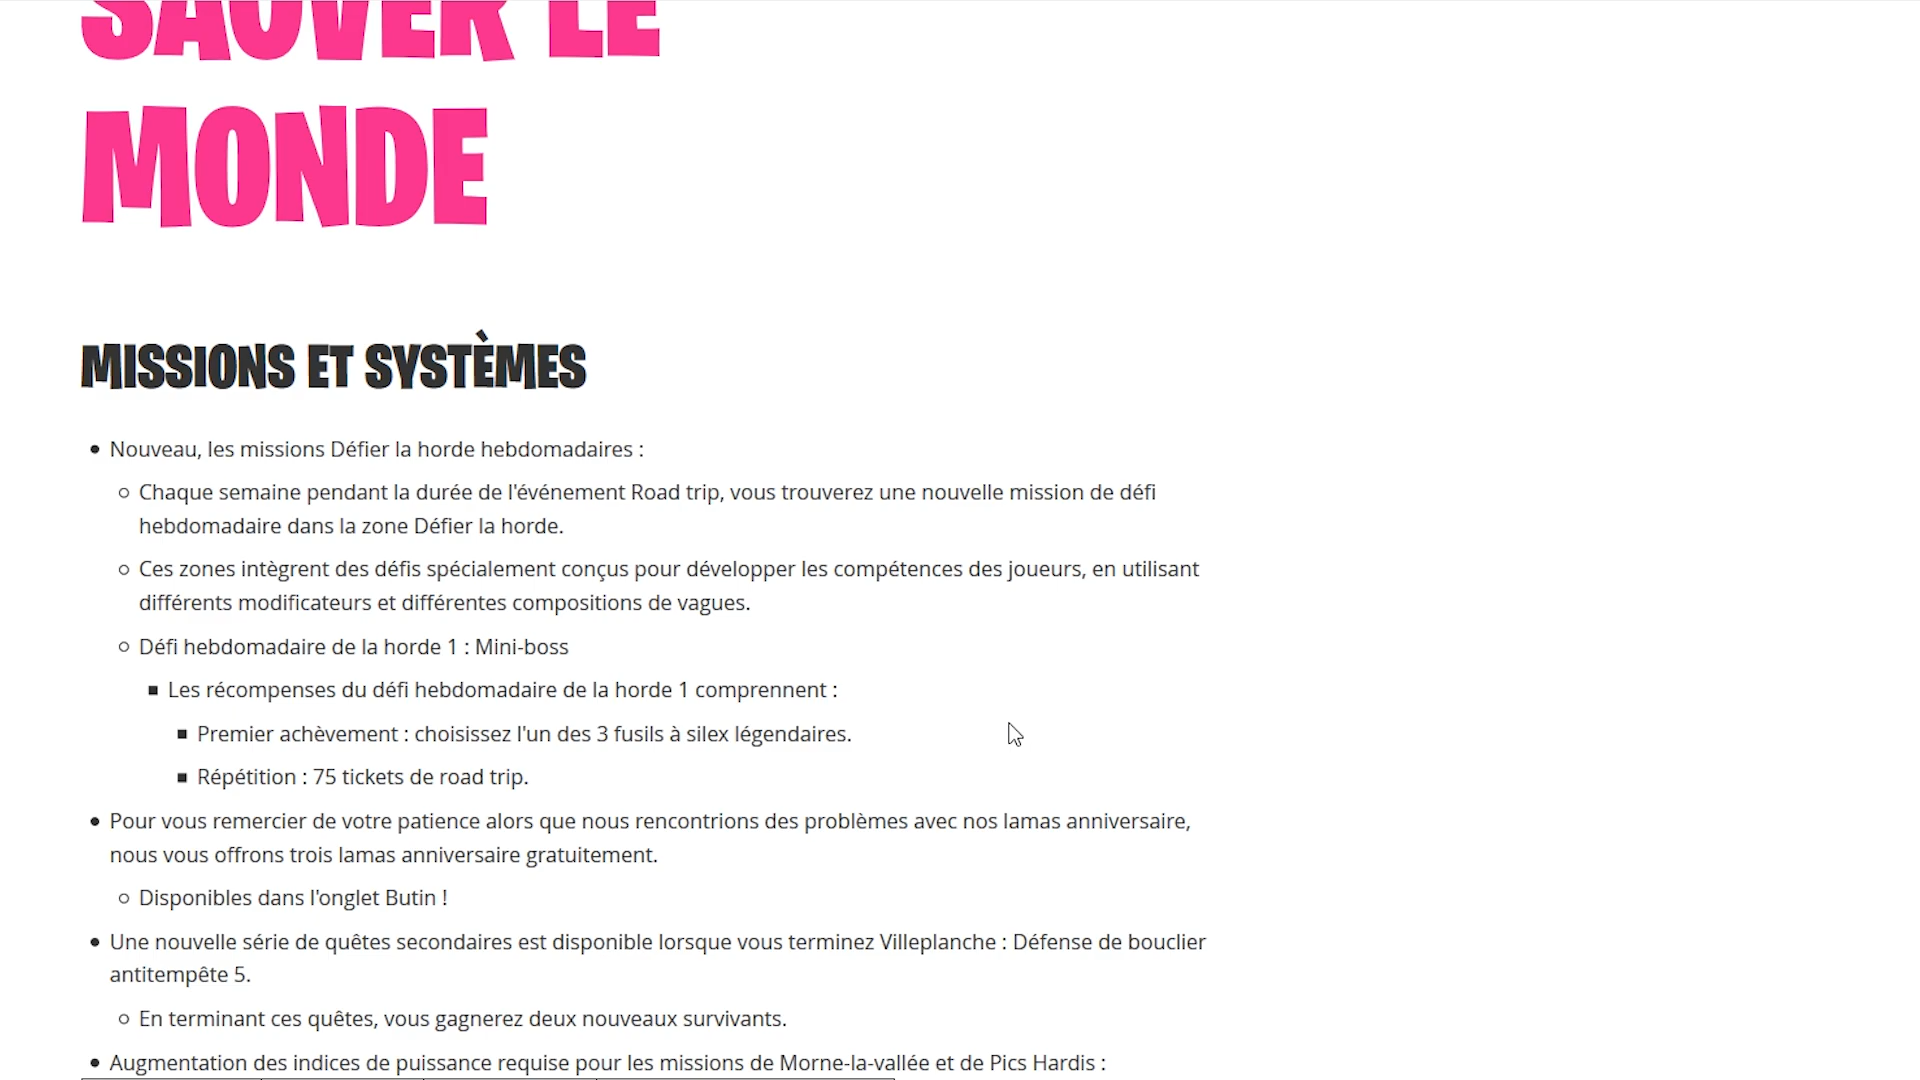 SAUVER LE
MONDE
MISSIONS ET SYSTÈMES
Nouveau, les missions Défier la horde hebdomadaires :
Chaque semaine pendant la durée de l'événement Road trip, vous trouverez une nouvelle mission de défi
hebdomadaire dans la zone Défier la horde.
Ces zones intègrent des défis spécialement conçus pour développer les compétences des joueurs, en utilisant
différents modificateurs et différentes compositions de vagues.
Défi hebdomadaire de la horde 1 : Mini-boss
Les récompenses du défi hebdomadaire de la horde 1 comprennent :
Premier achèvement : choisissez l'un des 3 fusils à silex légendaires.
Répétition : 75 tickets de road trip.
Pour vous remercier de votre patience alors que nous rencontrions des problèmes avec nos lamas anniversaire,
nous vous offrons trois lamas anniversaire gratuitement.
Disponibles dans l'onglet Butin !
Une nouvelle série de quêtes secondaires est disponible lorsque vous terminez Villeplanche : Défense de bouclier
antitempête 5.
En terminant ces quêtes, vous gagnerez deux nouveaux survivants.
Augmentation des indices de puissance requise pour les missions de Morne-la-vallée et de Pics Hardis :